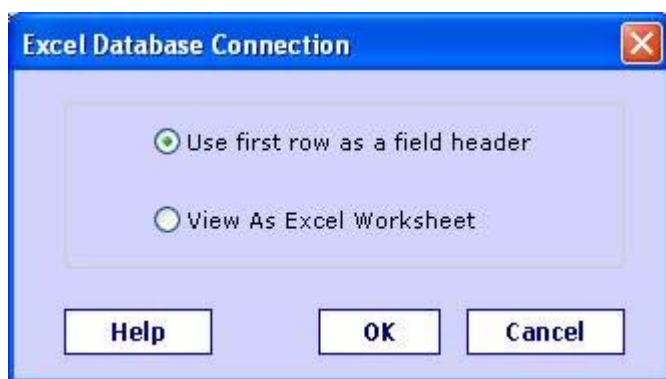 Excel Database Connection
Use first row as a field header
View As Excel Worksheet
Help OK Cancel